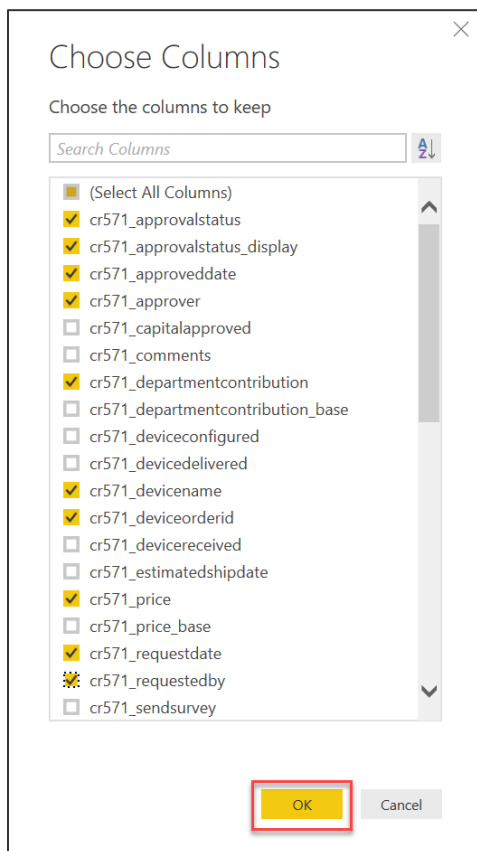 Choose Columns
Choose the columns to keep
Search Columns
(Select All Columns)
cr571_approvalstatus
cr571_approvalstatus_display
cr571_approveddate
cr571_approver
cr571_capitalapproved
cr571_comments
cr571_departmentcontribution
cr571_departmentcontribution_base
cr571_deviceconfigured
cr571_devicedelivered
cr571_devicename
cr571_deviceorderid
cr571_devicereceived
cr571_estimatedshipdate
cr571_price
cr571_price_base
cr571_requestdate
cr571_requestedby
cr571_sendsurvey
OK Cancel